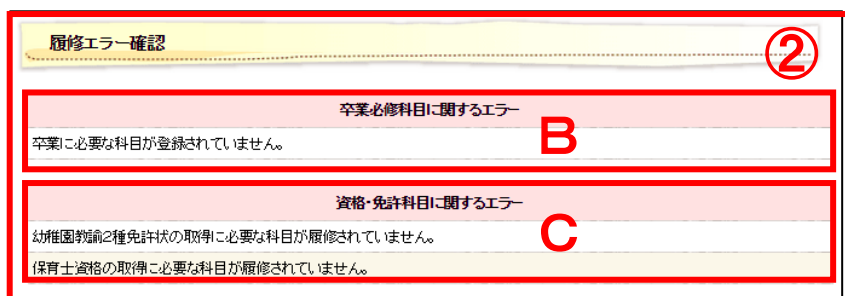 履修エラー確認
②
卒業必修科目に関するエラー
卒業に必要な科目が登録されていません。
B
資格・免許科目に関するエラー
幼稚園教諭2種免許状の取得に必要な科目が履修されていません。
C
保育士資格の取得に必要な科目が履修されていません。